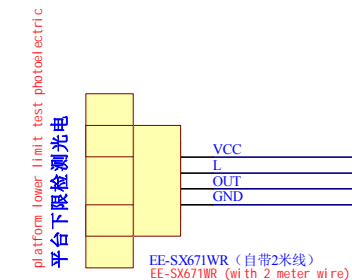 platform lower limit test photoelectric
平台下限检测光电
VCC
L
OUT
GND
EE-SX671WR（自带2米线）
EE-SX671WR (with 2 meter wire)